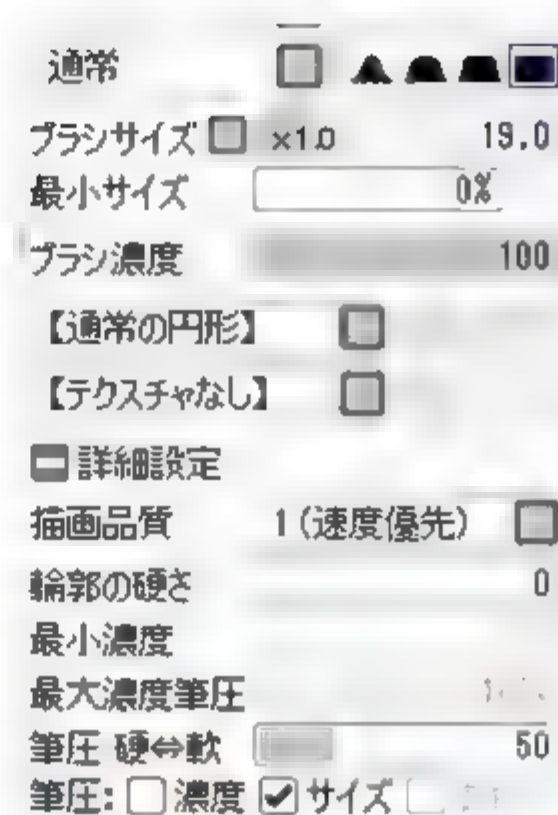 通常
ブラシサイズ ×1.0 19.0
最小サイズ 0%
ブラシ濃度 100
【通常の円形】
【テクスチャなし】
詳細設定
描画品質 1(速度優先)
輪郭の硬さ 0
最小濃度
最大濃度筆圧
筆圧 硬⇔軟 50
筆圧: 濃度 サイズ